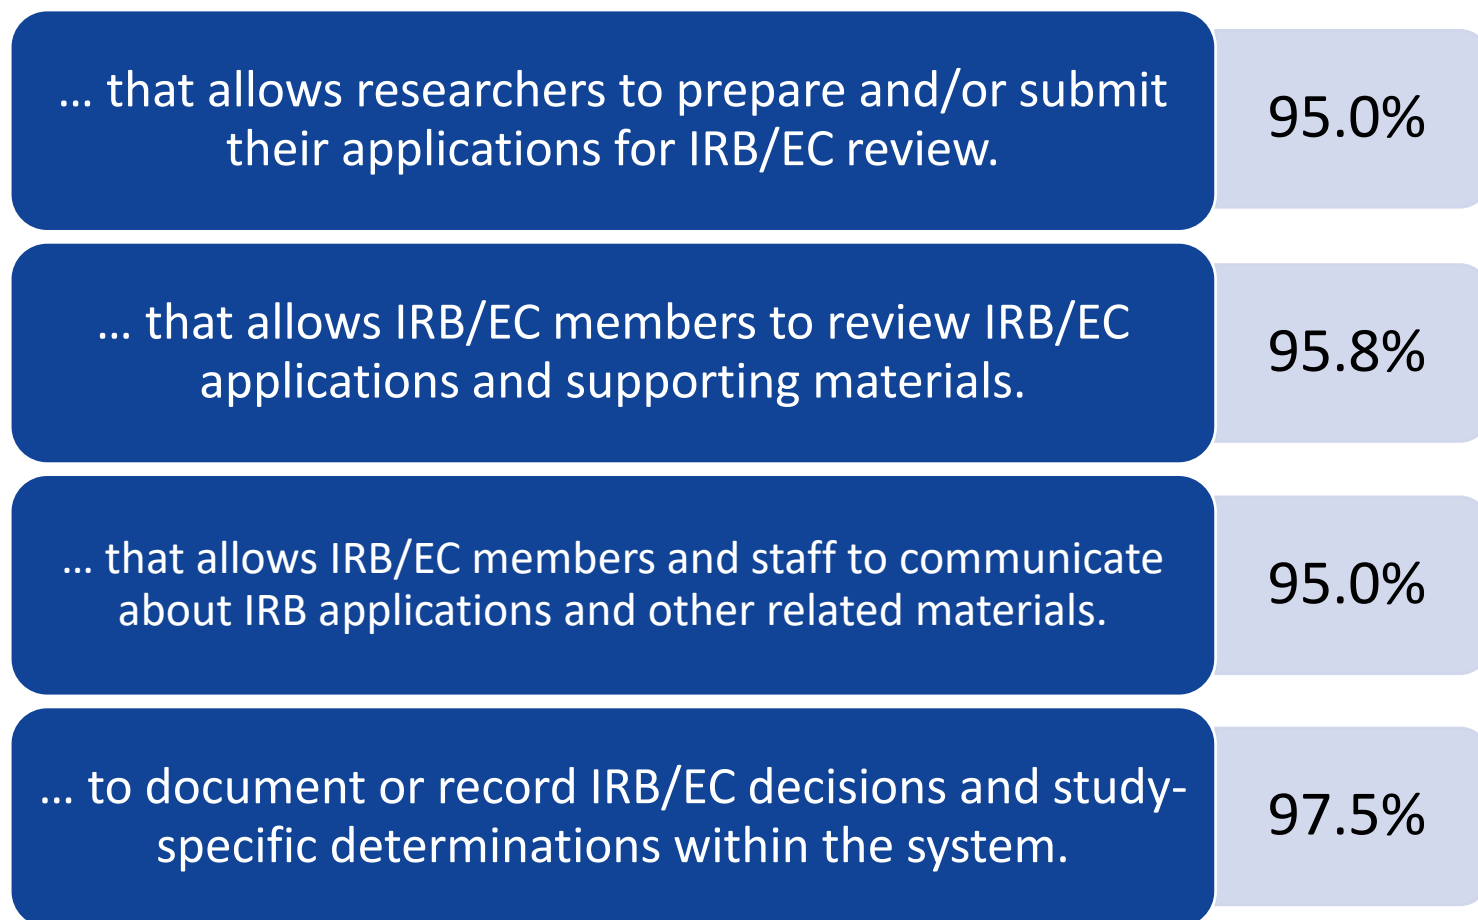 ... that allows researchers to prepare and/or submit
their applications for IRB/EC review.
95.0%
... that allows IRB/EC members to review IRB/EC
applications and supporting materials.
95.8%
... that allows IRB/EC members and staff to communicate
about IRB applications and other related materials.
95.0%
... to document or record IRB/EC decisions and study-
specific determinations within the system.
97.5%